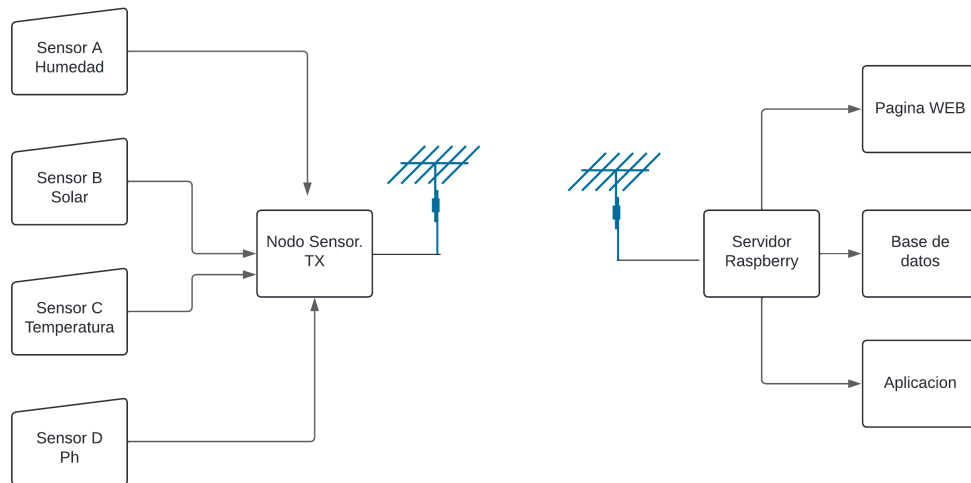 Sensor A
Humedad
Sensor B
Solar
Sensor C
Temperatura
Sensor D
Ph
Nodo Sensor.
TX
Servidor
Raspberry
Pagina WEB
Base de
datos
Aplicacion